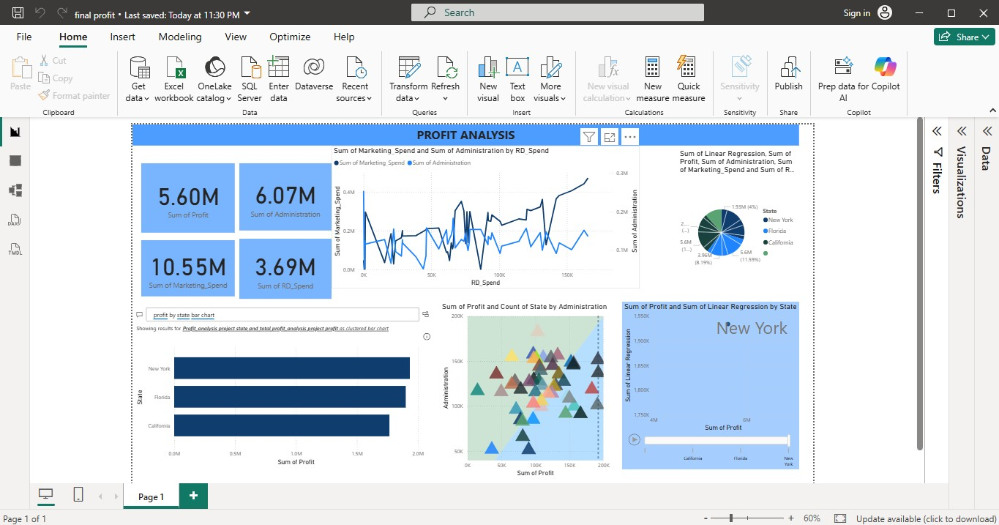 final profit • Last saved: Today at 11:30 PM
Search
Sign in
File Home Insert Modeling View Optimize Help
Share
Paste
Cut
Copy
Format painter
Clipboard
Get data
Excel workbook
OneLake catalog
SQL Server
Enter data
Dataverse
Recent sources
Data
Transform data
Refresh
Queries
New visual
Text box
More visuals
Insert
New visual calculation
New measure
Quick measure
Calculations
Sensitivity
Sensitivity
Publish
Share
Prep data for AI
Copilot
Copilot
DAX
TMDL
PROFIT ANALYSIS
5.60M
Sum of Profit
6.07M
Sum of Administration
10.55M
Sum of Marketing_Spend
3.69M
Sum of RD_Spend
Sum of Marketing_Spend and Sum of Administration by RD_Spend
Sum of Marketing_Spend Sum of Administration
Sum of Marketing_Spend
0.4M
0.2M
0.0M
0.3M
0.2M
0.1M
Sum of Administration
0K 50K 100K 150K
RD_Spend
Sum of Linear Regression, Sum of
Profit, Sum of Administration, Sum
of Marketing_Spend and Sum of R...
1.93M (4%)
2...
(...)
5.6M
(1...)
3.96M
(8.19%)
5.6M
(11.59%)
State
New York
Florida
California
profit by state bar chart
Showing results for Profit_analysis project state and total profit_analysis project profit as clustered bar chart
State
New York
Florida
California
0.0M 0.5M 1.0M 1.5M 2.0M
Sum of Profit
Sum of Profit and Count of State by Administration
Administration
200K
150K
100K
50K
0K 50K 100K 150K 200K
Sum of Profit
Sum of Profit and Sum of Linear Regression by State
New York
Sum of Linear Regression
1,950K
1,900K
1,850K
1,800K
1,750K
4M 6M
Sum of Profit
California Florida New
York
Filters
Visualizations
Data
Page 1
Page 1 of 1
60%
Update available (click to download)